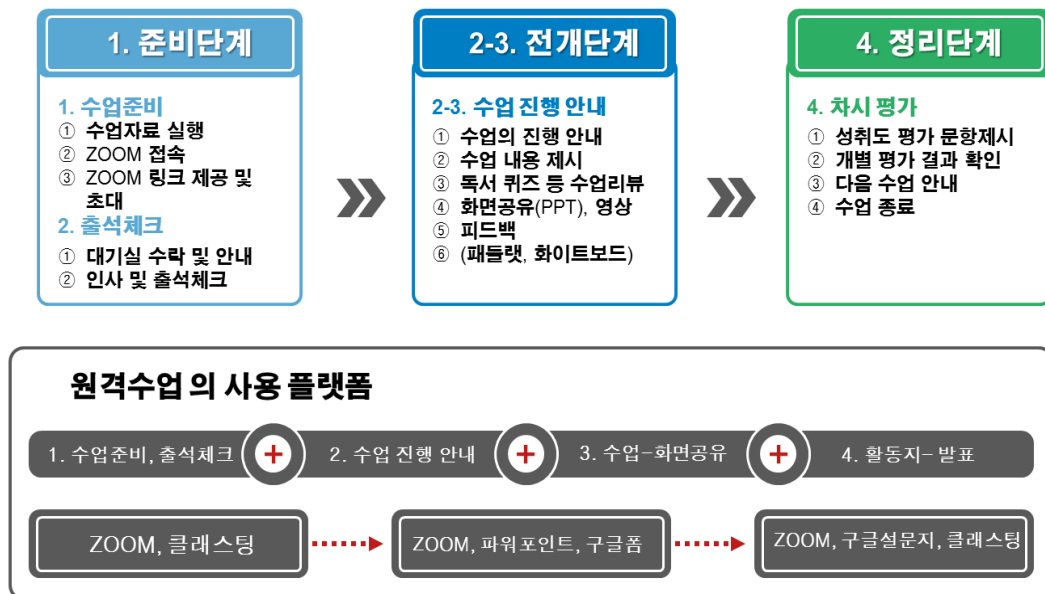 1. 준비단계
1. 수업준비
① 수업자료 실행
② ZOOM 접속
③ ZOOM 링크 제공 및
초대
2. 출석체크
① 대기실 수락 및 안내
② 인사 및 출석체크
2-3. 전개단계
2-3. 수업 진행 안내
① 수업의 진행 안내
② 수업 내용 제시
③ 독서 퀴즈 등 수업리뷰
④ 화면공유(PPT), 영상
⑤ 피드백
⑥ (패들랫, 화이트보드)
4. 정리단계
4. 차시 평가
① 성취도 평가 문항제시
② 개별 평가 결과 확인
③ 다음 수업 안내
④ 수업 종료
원격수업 의 사용 플랫폼
1. 수업준비, 출석체크
2. 수업 진행 안내
3. 수업-화면공유
4. 활동지- 발표
ZOOM, 클래스팅
ZOOM, 파워포인트, 구글폼
ZOOM, 구글설문지, 클래스팅